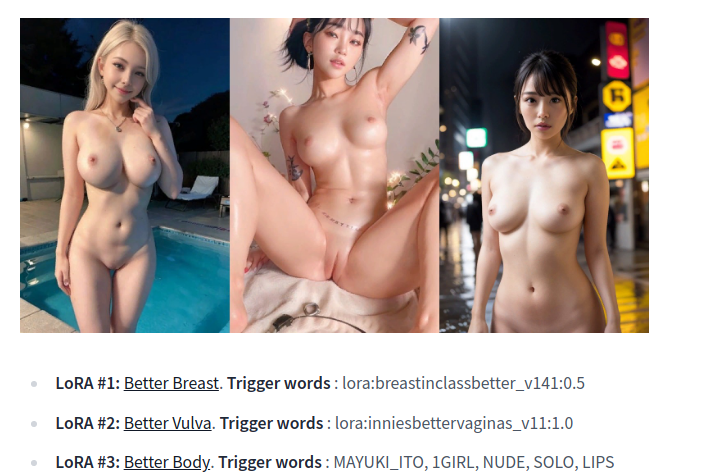 LoRA #1: Better Breast. Trigger words : lora:breastinclassbetter_v141:0.5
LoRA #2: Better Vulva. Trigger words : lora:inniesbettervaginas_v11:1.0
LoRA #3: Better Body. Trigger words : MAYUKI_ITO, 1GIRL, NUDE, SOLO, LIPS